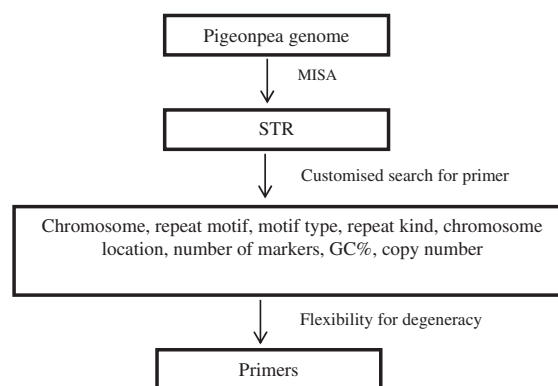 Pigeonpea genome
MISA
STR
Customised search for primer
Chromosome, repeat motif, motif type, repeat kind, chromosome
location, number of markers, GC%, copy number
Flexibility for degeneracy
Primers